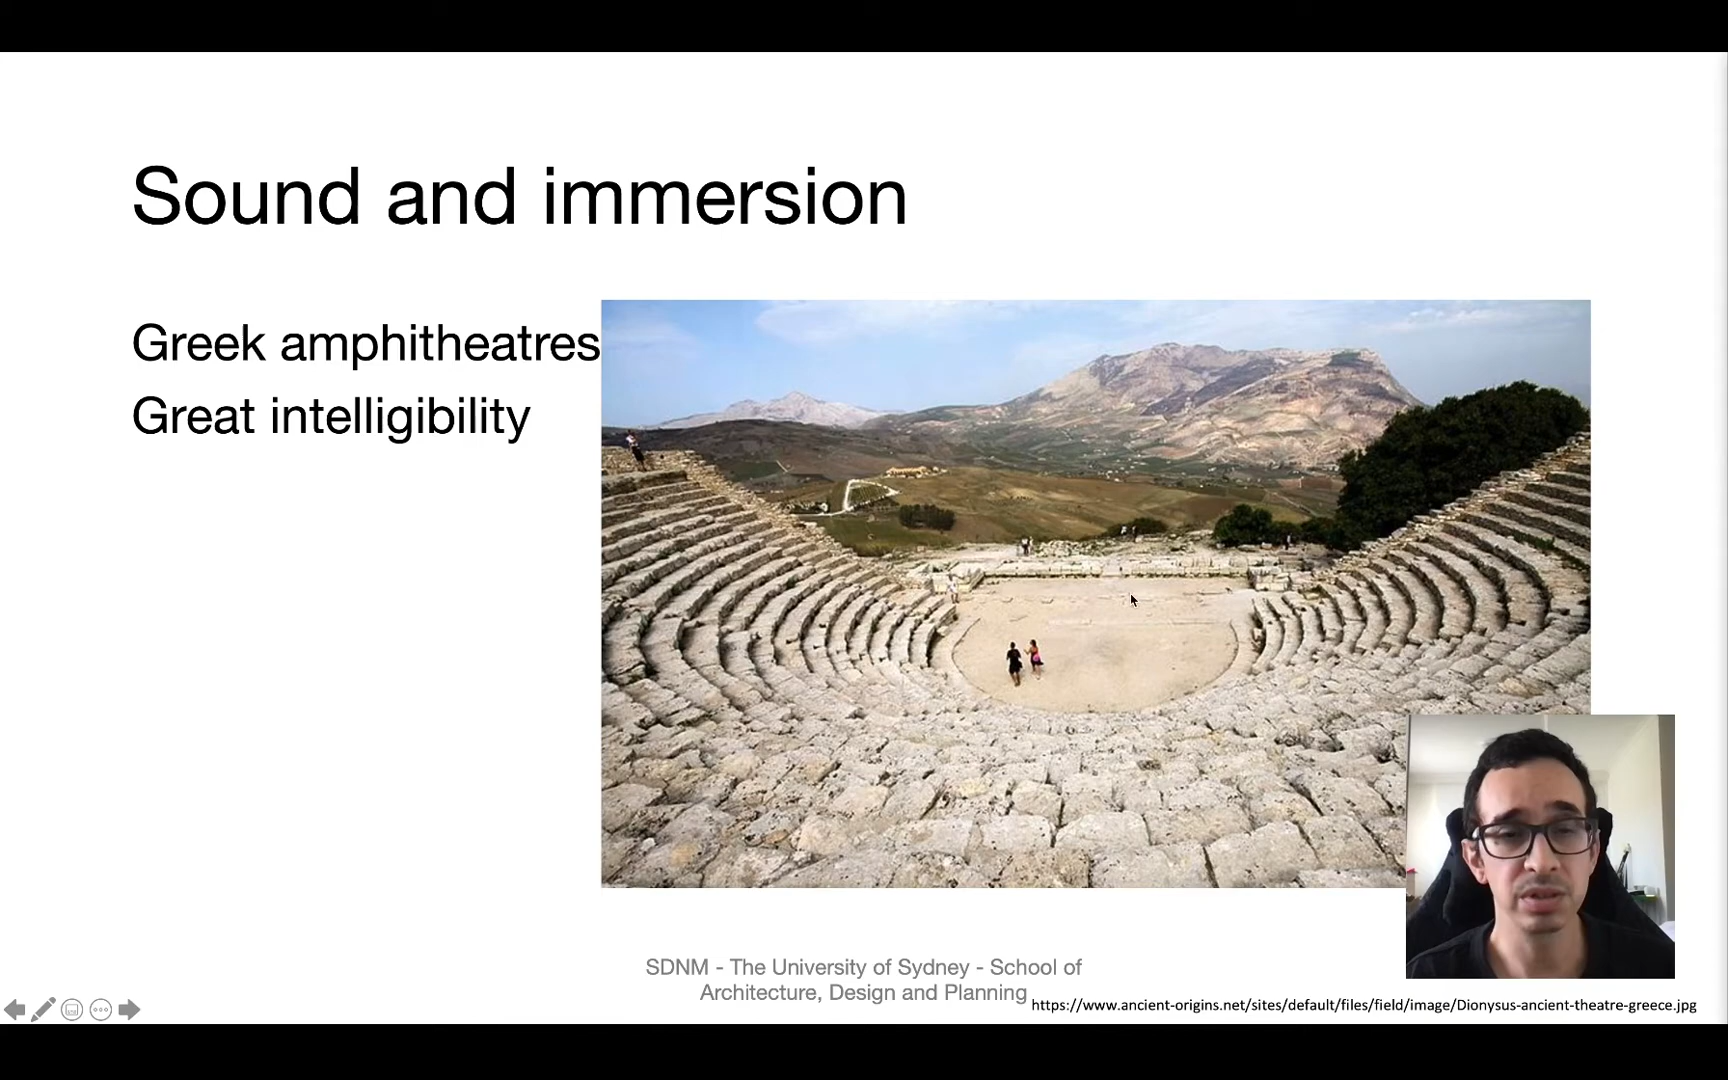 Sound and immersion
Greek amphitheatres
Great intelligibility
SDNM - The University of Sydney - School of
Architecture, Design and Planning
https://www.ancient-origins.net/sites/default/files/field/image/Dionysus-ancient-theatre-greece.jpg